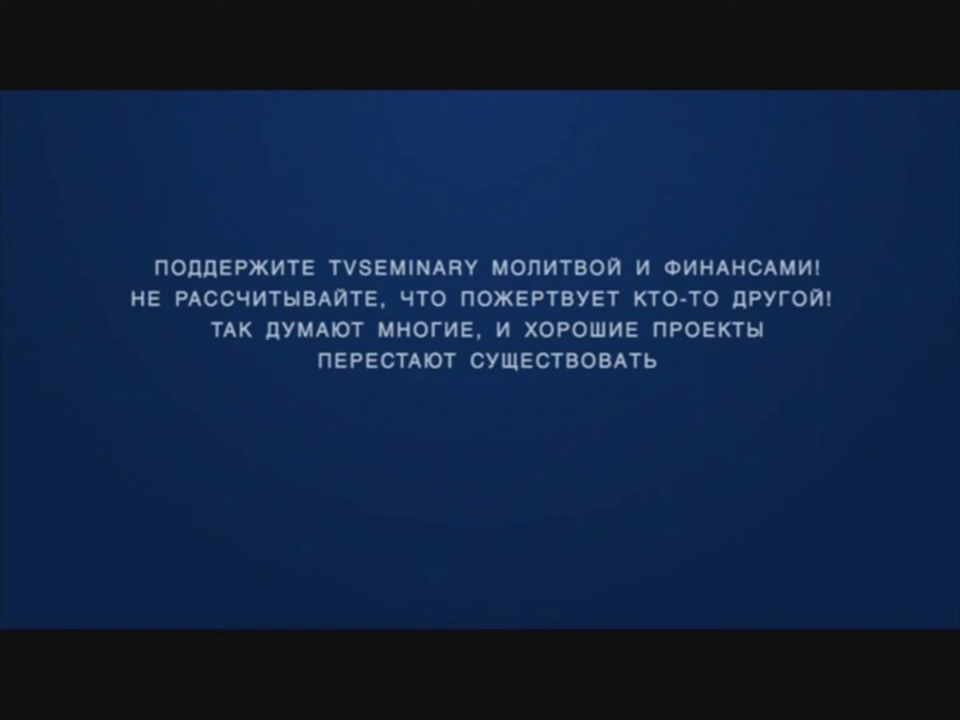 ПОДДЕРЖИТЕ TVSEMINARY МОЛИТВОЙ И ФИНАНСАМИ!
НЕ РАССЧИТЫВАЙТЕ, ЧТО ПОЖЕРТВУЕТ КТО-ТО ДРУГОЙ!
ТАК ДУМАЮТ МНОГИЕ, И ХОРОШИЕ ПРОЕКТЫ
ПЕРЕСТАЮТ СУЩЕСТВОВАТЬ